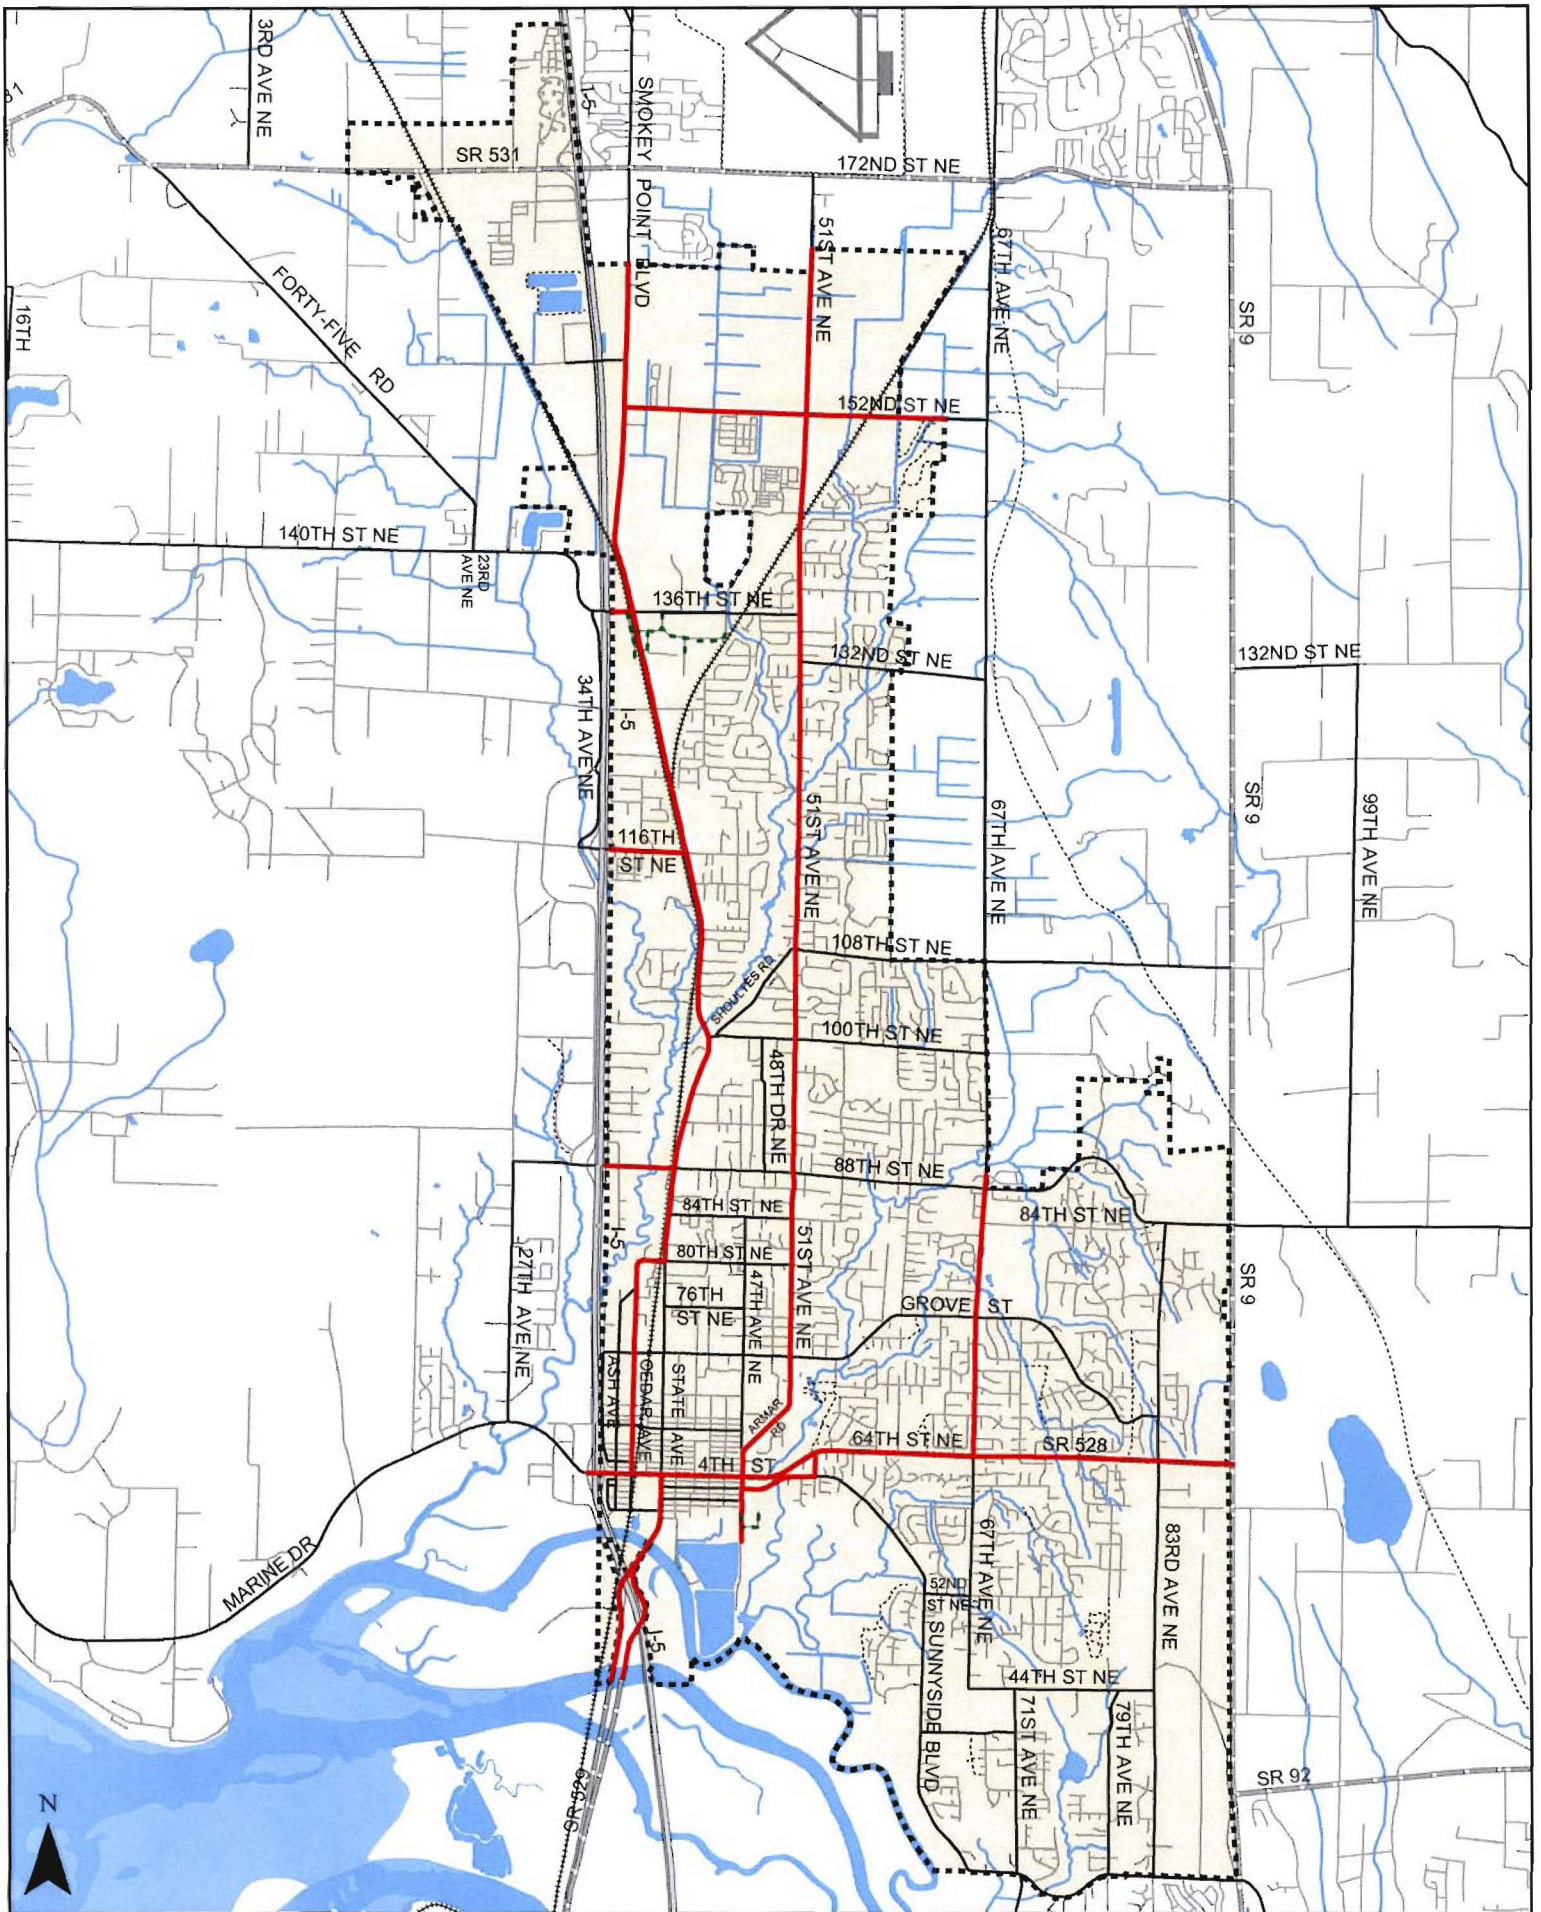 3RD AVE NE
I-5
SMOKEY POINT BLVD
SR 531
172ND ST NE
51ST AVE NE
67TH AVE NE
FORTY-FIVE RD
16TH
SR 9
152ND ST NE
140TH ST NE
23RD
AVE NE
136TH ST NE
132ND ST NE
132ND ST NE
34TH AVE NE
I-5
51ST AVE NE
67TH AVE NE
SR 9
99TH AVE NE
116TH
ST NE
108TH ST NE
SHOULTES RD
100TH ST NE
48TH DR NE
88TH ST NE
84TH ST NE
84TH ST NE
I-5
80TH ST NE
51ST AVE NE
27TH AVE NE
76TH
ST NE
47TH AVE NE
GROVE ST
SR 9
ASH AVE
CEDAR AVE
STATE AVE
ARMAR
RD
64TH ST NE
SR 528
4TH ST
MARINE DR
67TH AVE NE
83RD AVE NE
52ND
ST NE
I-5
SUNNYSIDE BLVD
44TH ST NE
71ST AVE NE
79TH AVE NE
SR 92
SR 529
N